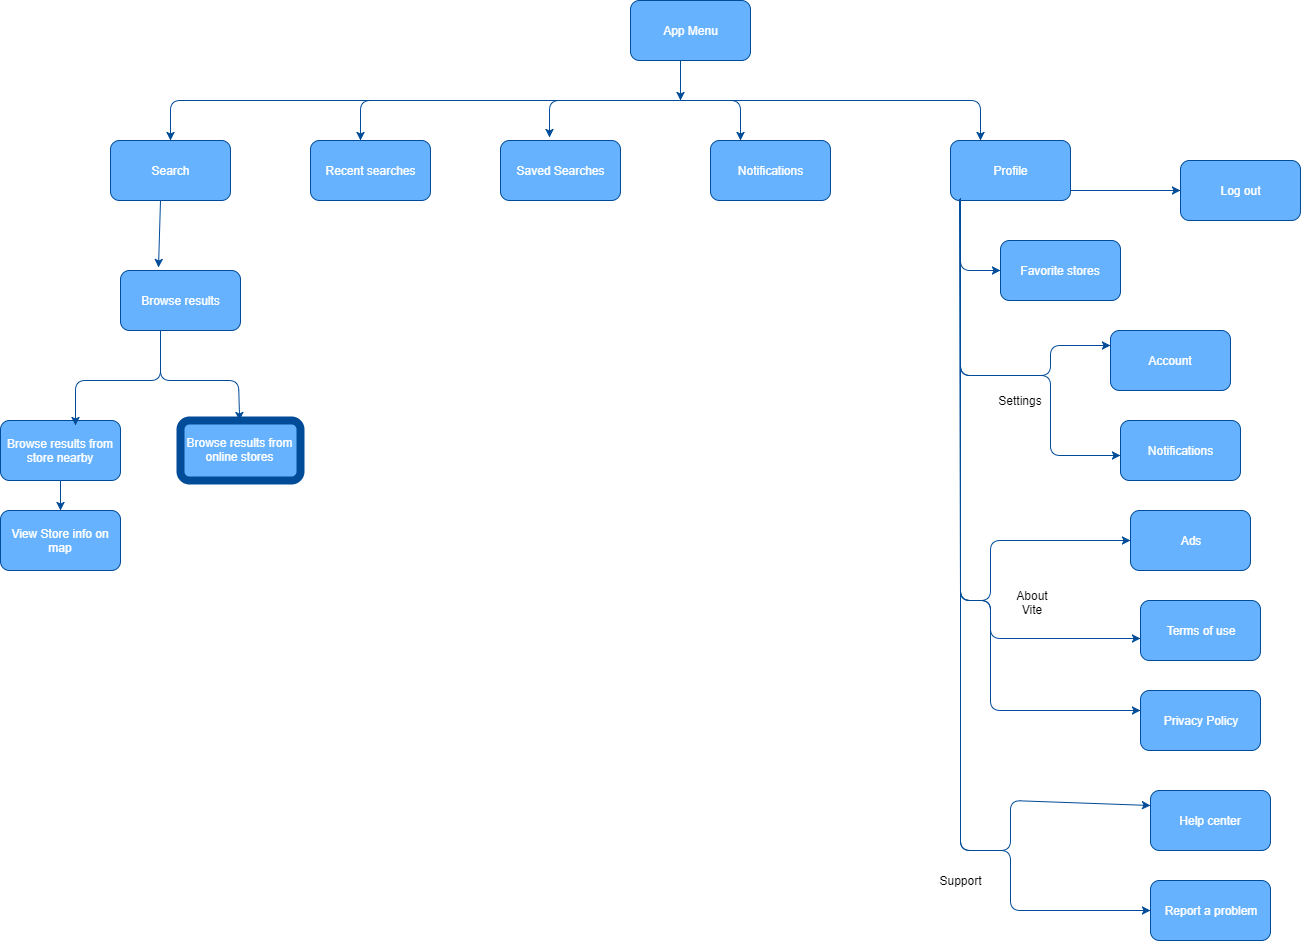 App Menu
Search
Recent searches
Saved Searches
Notifications
Profile
Log out
Favorite stores
Browse results
Account
Settings
Browse results from
store nearby
Browse results from
online stores
Notifications
View Store info on
map
Ads
About
Vite
Terms of use
Privacy Policy
Help center
Support
Report a problem